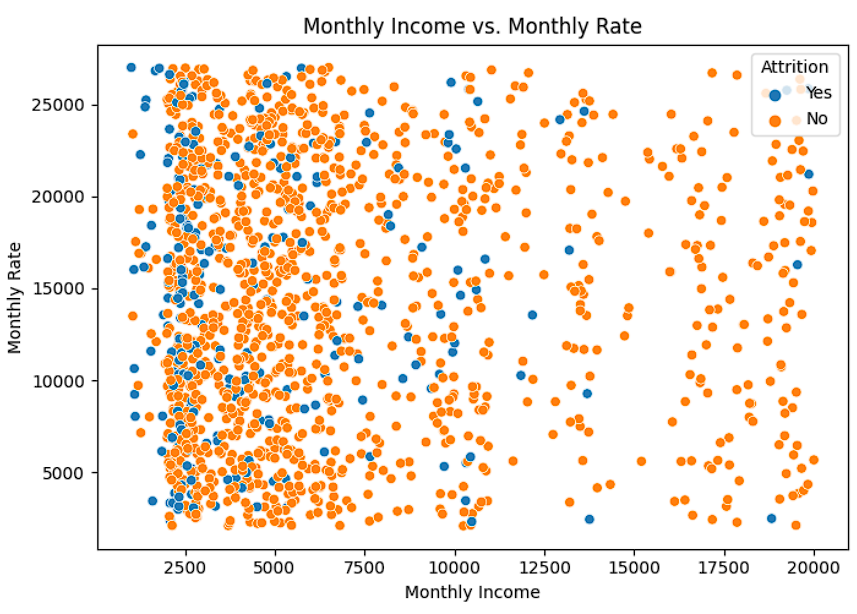 Monthly Income vs. Monthly Rate
Attrition
Yes
No
25000
20000
15000
10000
5000
Monthly Rate
2500 5000 7500 10000 12500 15000 17500 20000
Monthly Income